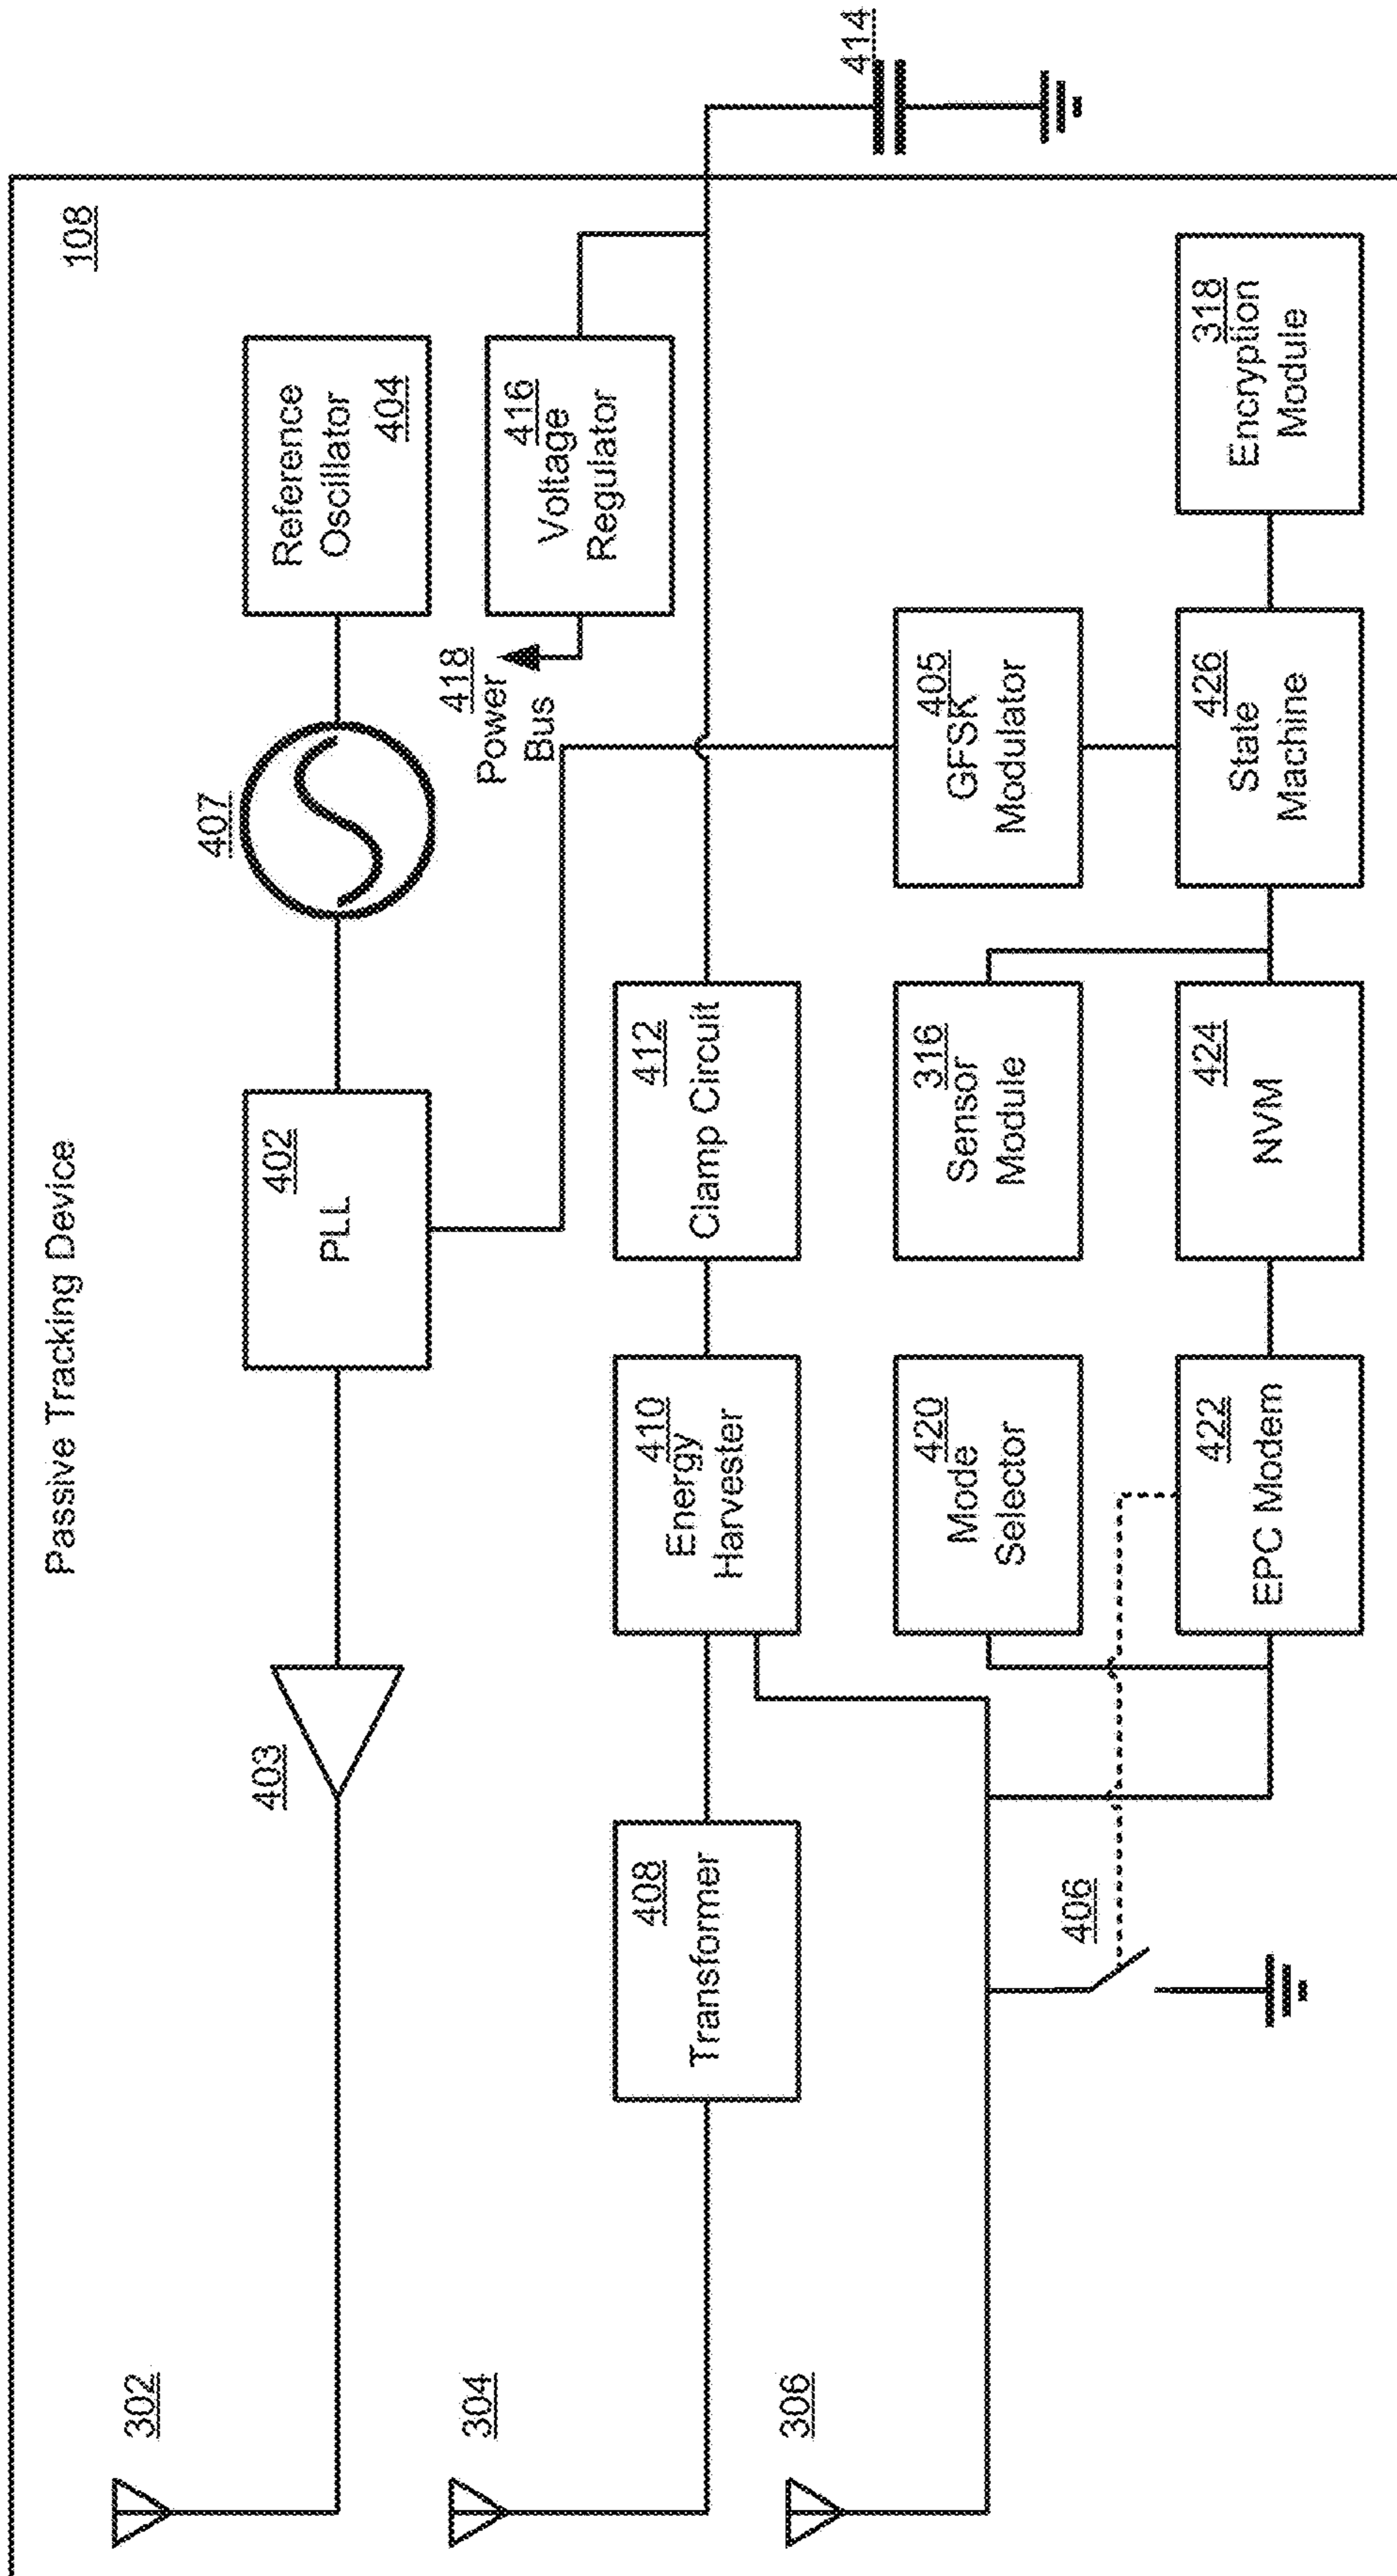 Passive Tracking Device
108
302
403
402
PLL
407
Reference
Oscillator
404
304
408
Transformer
410
Energy
Harvester
412
Clamp Circuit
418
Power
Bus
416
Voltage
Regulator
414
306
406
420
Mode
Selector
316
Sensor
Module
405
GFSK
Modulator
422
EPC Modem
424
NVM
426
State
Machine
318
Encryption
Module